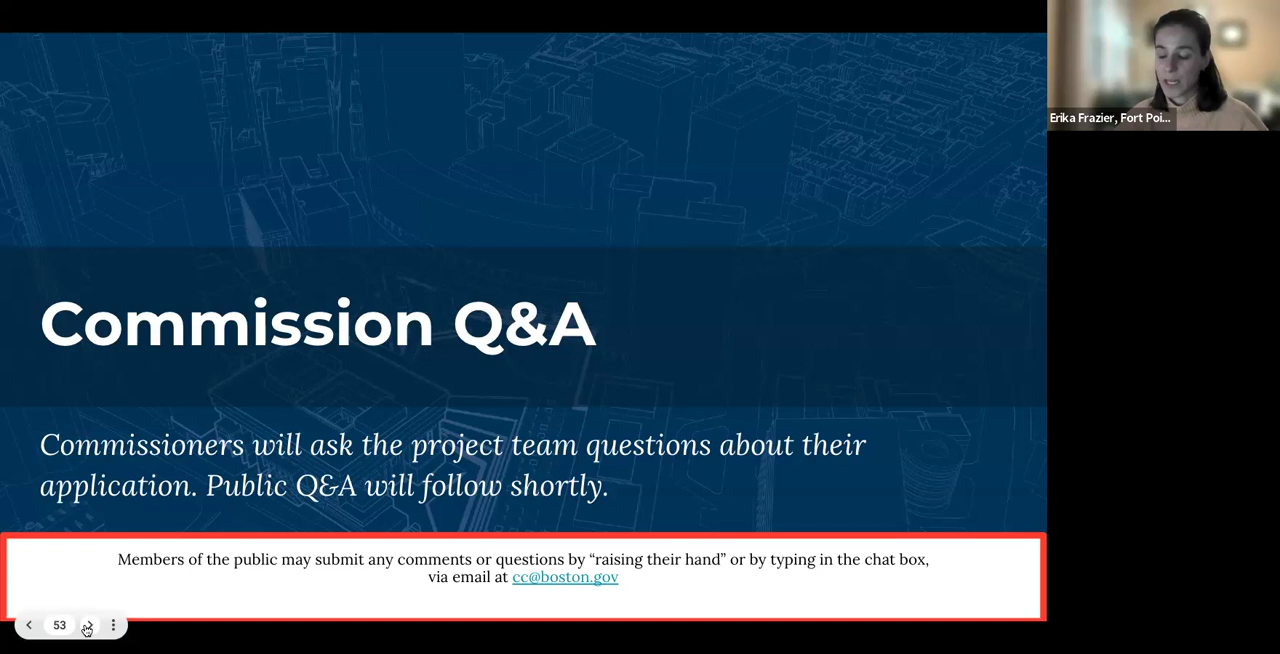 Erika Frazier, Fort Poi...
Commission Q&A
Commissioners will ask the project team questions about their
application. Public Q&A will follow shortly.
Members of the public may submit any comments or questions by “raising their hand” or by typing in the chat box,
via email at cc@boston.gov
53